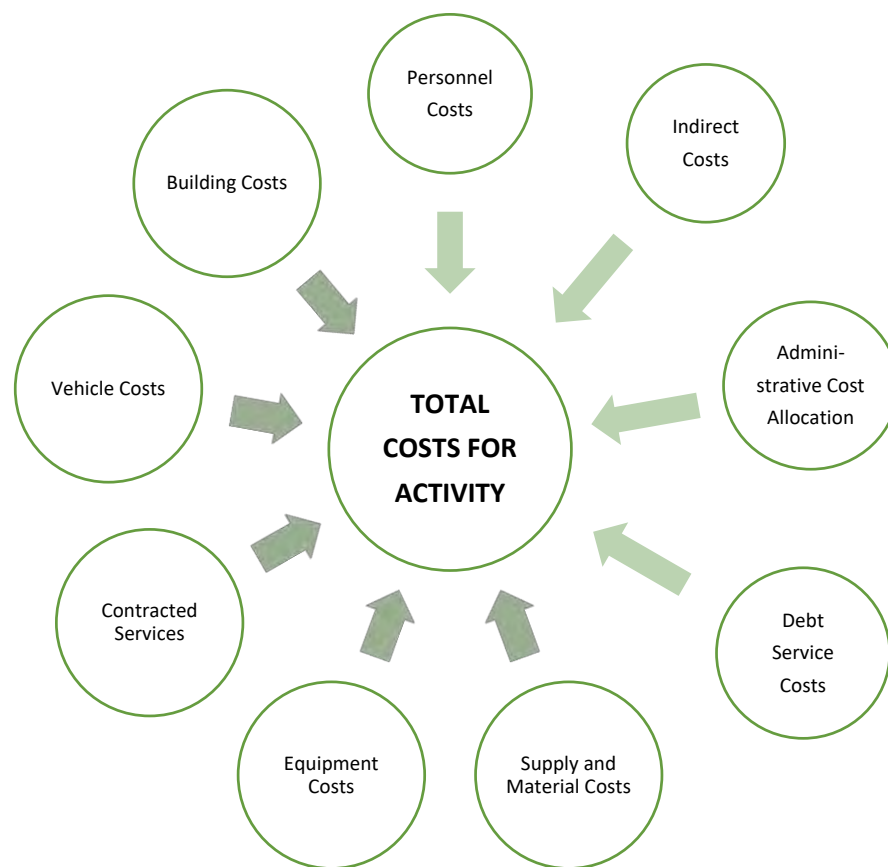 Personnel
Costs
Indirect
Costs
Building Costs
Admini-
strative Cost
Allocation
Vehicle Costs
TOTAL
COSTS FOR
ACTIVITY
Contracted
Services
Debt
Service
Costs
Equipment
Costs
Supply and
Material Costs